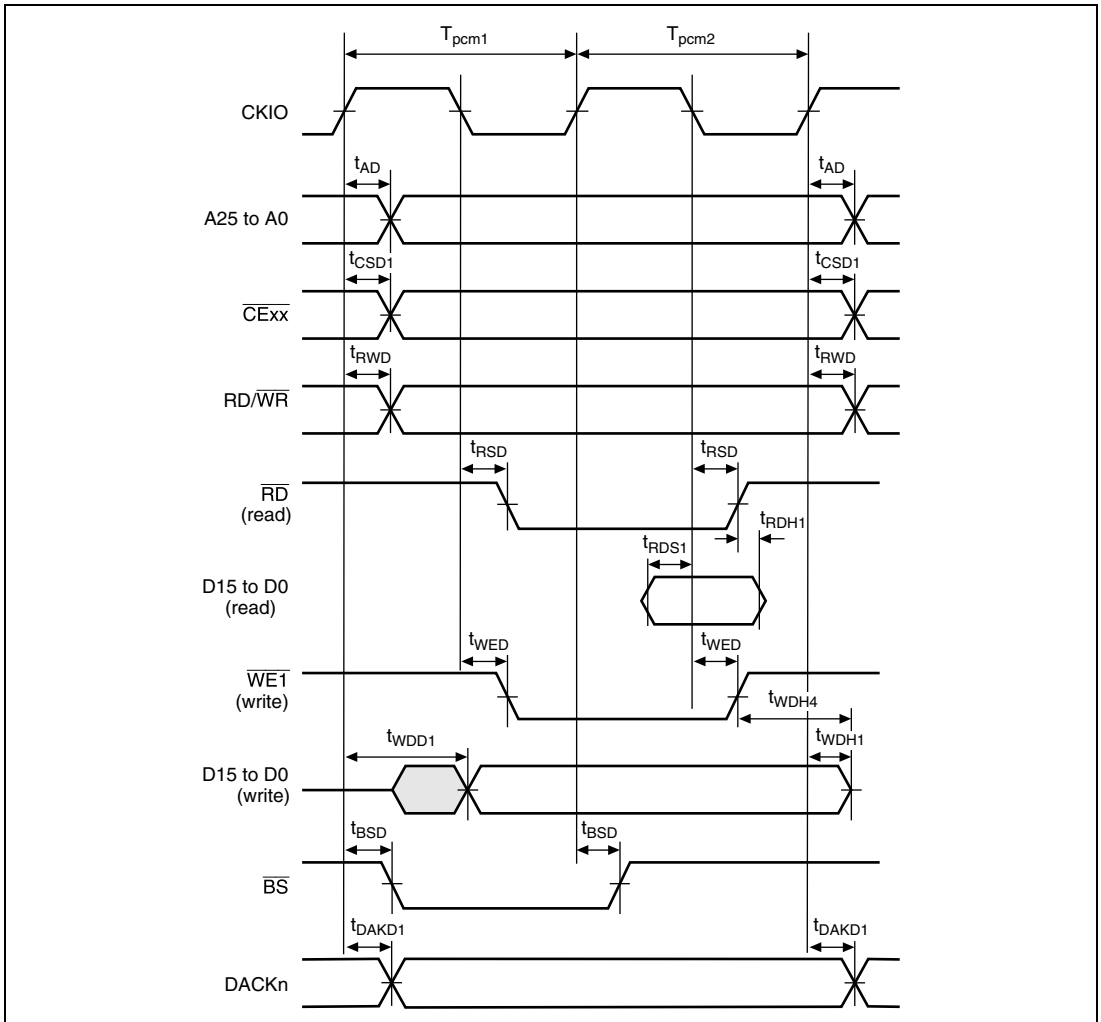 Tpcm1 Tpcm2
CKIO
tAD tAD
A25 to A0
tCSD1 tCSD1
CExx
tRWD tRWD
RD/WR
tRSD tRSD
RD
(read)
tRDH1
tRDS1
D15 to D0
(read)
tWED tWED
WE1
(write)
tWDH4
tWDD1 tWDH1
D15 to D0
(write)
tBSD tBSD
BS
tDAKD1 tDAKD1
DACKn